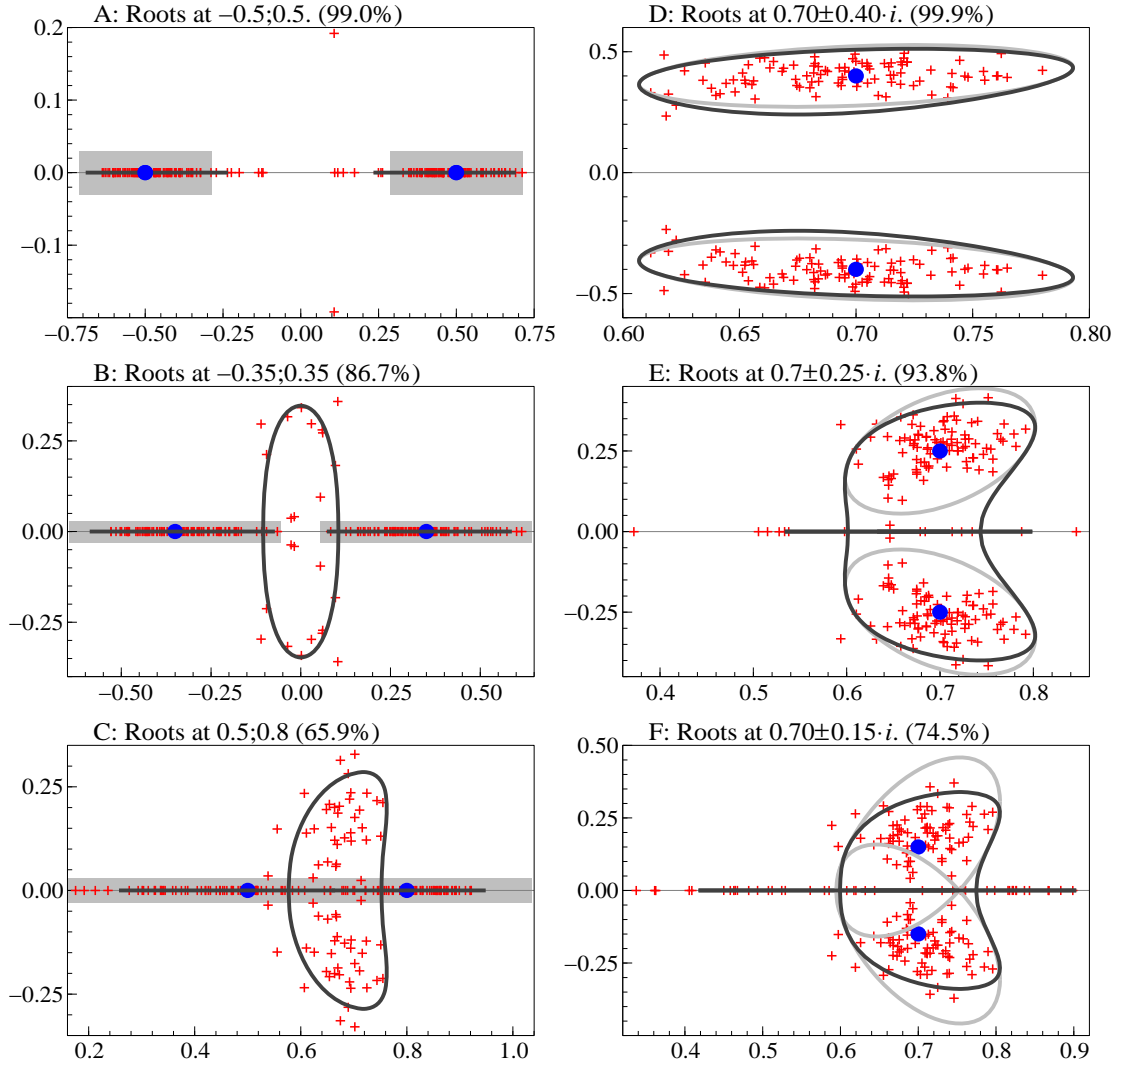 A: Roots at −0.5;0.5. (99.0%)
0.2
0.1
0.0
−0.1
−0.75 −0.50 −0.25 0.00 0.25 0.50 0.75
D: Roots at 0.70±0.40·i. (99.9%)
0.5
0.0
−0.5
0.60 0.65 0.70 0.75 0.80
B: Roots at −0.35;0.35 (86.7%)
0.25
0.00
−0.25
−0.50 −0.25 0.00 0.25 0.50
E: Roots at 0.7±0.25·i. (93.8%)
0.25
0.00
−0.25
0.4 0.5 0.6 0.7 0.8
C: Roots at 0.5;0.8 (65.9%)
0.25
0.00
−0.25
0.2 0.4 0.6 0.8 1.0
F: Roots at 0.70±0.15·i. (74.5%)
0.50
0.25
0.00
−0.25
0.4 0.5 0.6 0.7 0.8 0.9